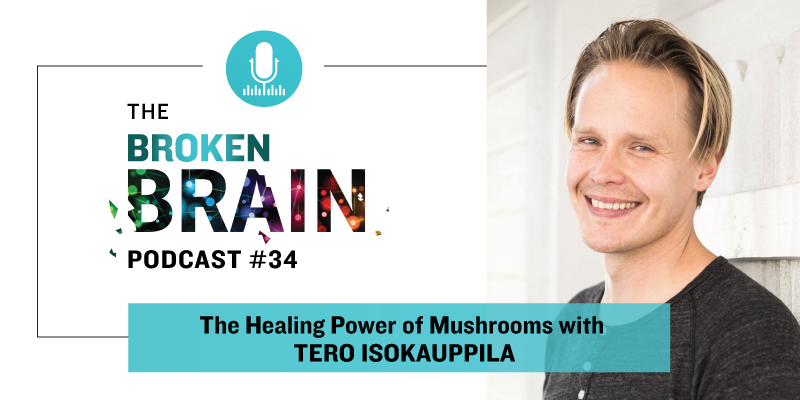 THE
BROKEN
BRAIN
PODCAST #34
The Healing Power of Mushrooms with
TERO ISOKAUPPILA